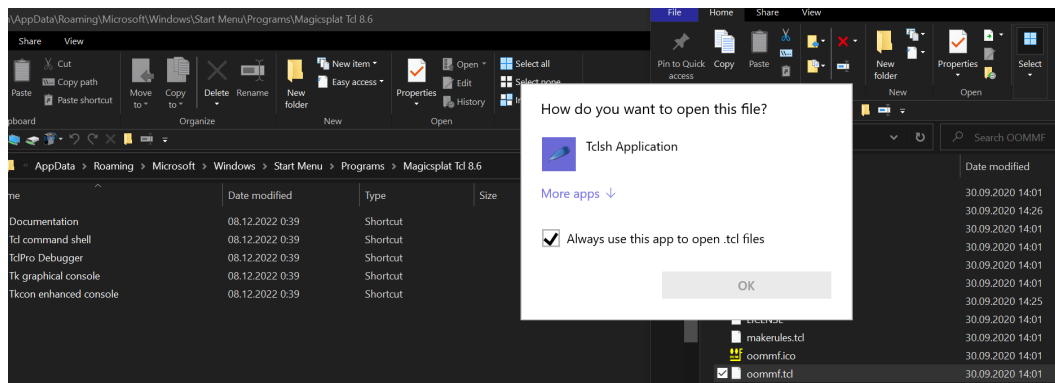 \AppData\Roaming\Microsoft\Windows\Start Menu\Programs\Magicsplat Tcl 8.6
Share View
Cut
Copy path
Paste shortcut
Paste
Move to
Copy to
Delete
Rename
New folder
New item
Easy access
Properties
Open
Edit
History
Select all
Select none
Organize
New
Open
AppData > Roaming > Microsoft > Windows > Start Menu > Programs > Magicsplat Tcl 8.6
Date modified Type Size
Documentation 08.12.2022 0:39 Shortcut
Tcl command shell 08.12.2022 0:39 Shortcut
TclPro Debugger 08.12.2022 0:39 Shortcut
Tk graphical console 08.12.2022 0:39 Shortcut
Tkcon enhanced console 08.12.2022 0:39 Shortcut
File Home Share View
Pin to Quick access
Copy
Paste
New folder
Properties
Select
New
Open
Search OOMMF
How do you want to open this file?
Tclsh Application
More apps ↓
Always use this app to open .tcl files
OK
Date modified
30.09.2020 14:01
30.09.2020 14:26
30.09.2020 14:01
30.09.2020 14:01
30.09.2020 14:01
30.09.2020 14:01
30.09.2020 14:25
LICENSE 30.09.2020 14:01
makerules.tcl 30.09.2020 14:01
oommf.ico 30.09.2020 14:01
oommf.tcl 30.09.2020 14:01